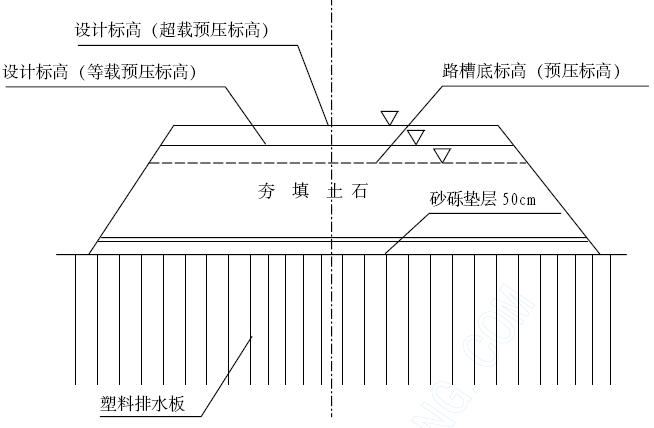 设计标高（超载预压标高）
设计标高（等载预压标高）
路槽底标高（预压标高）
夯 填 土 石
砂砾垫层 50cm
塑料排水板
NG.COM